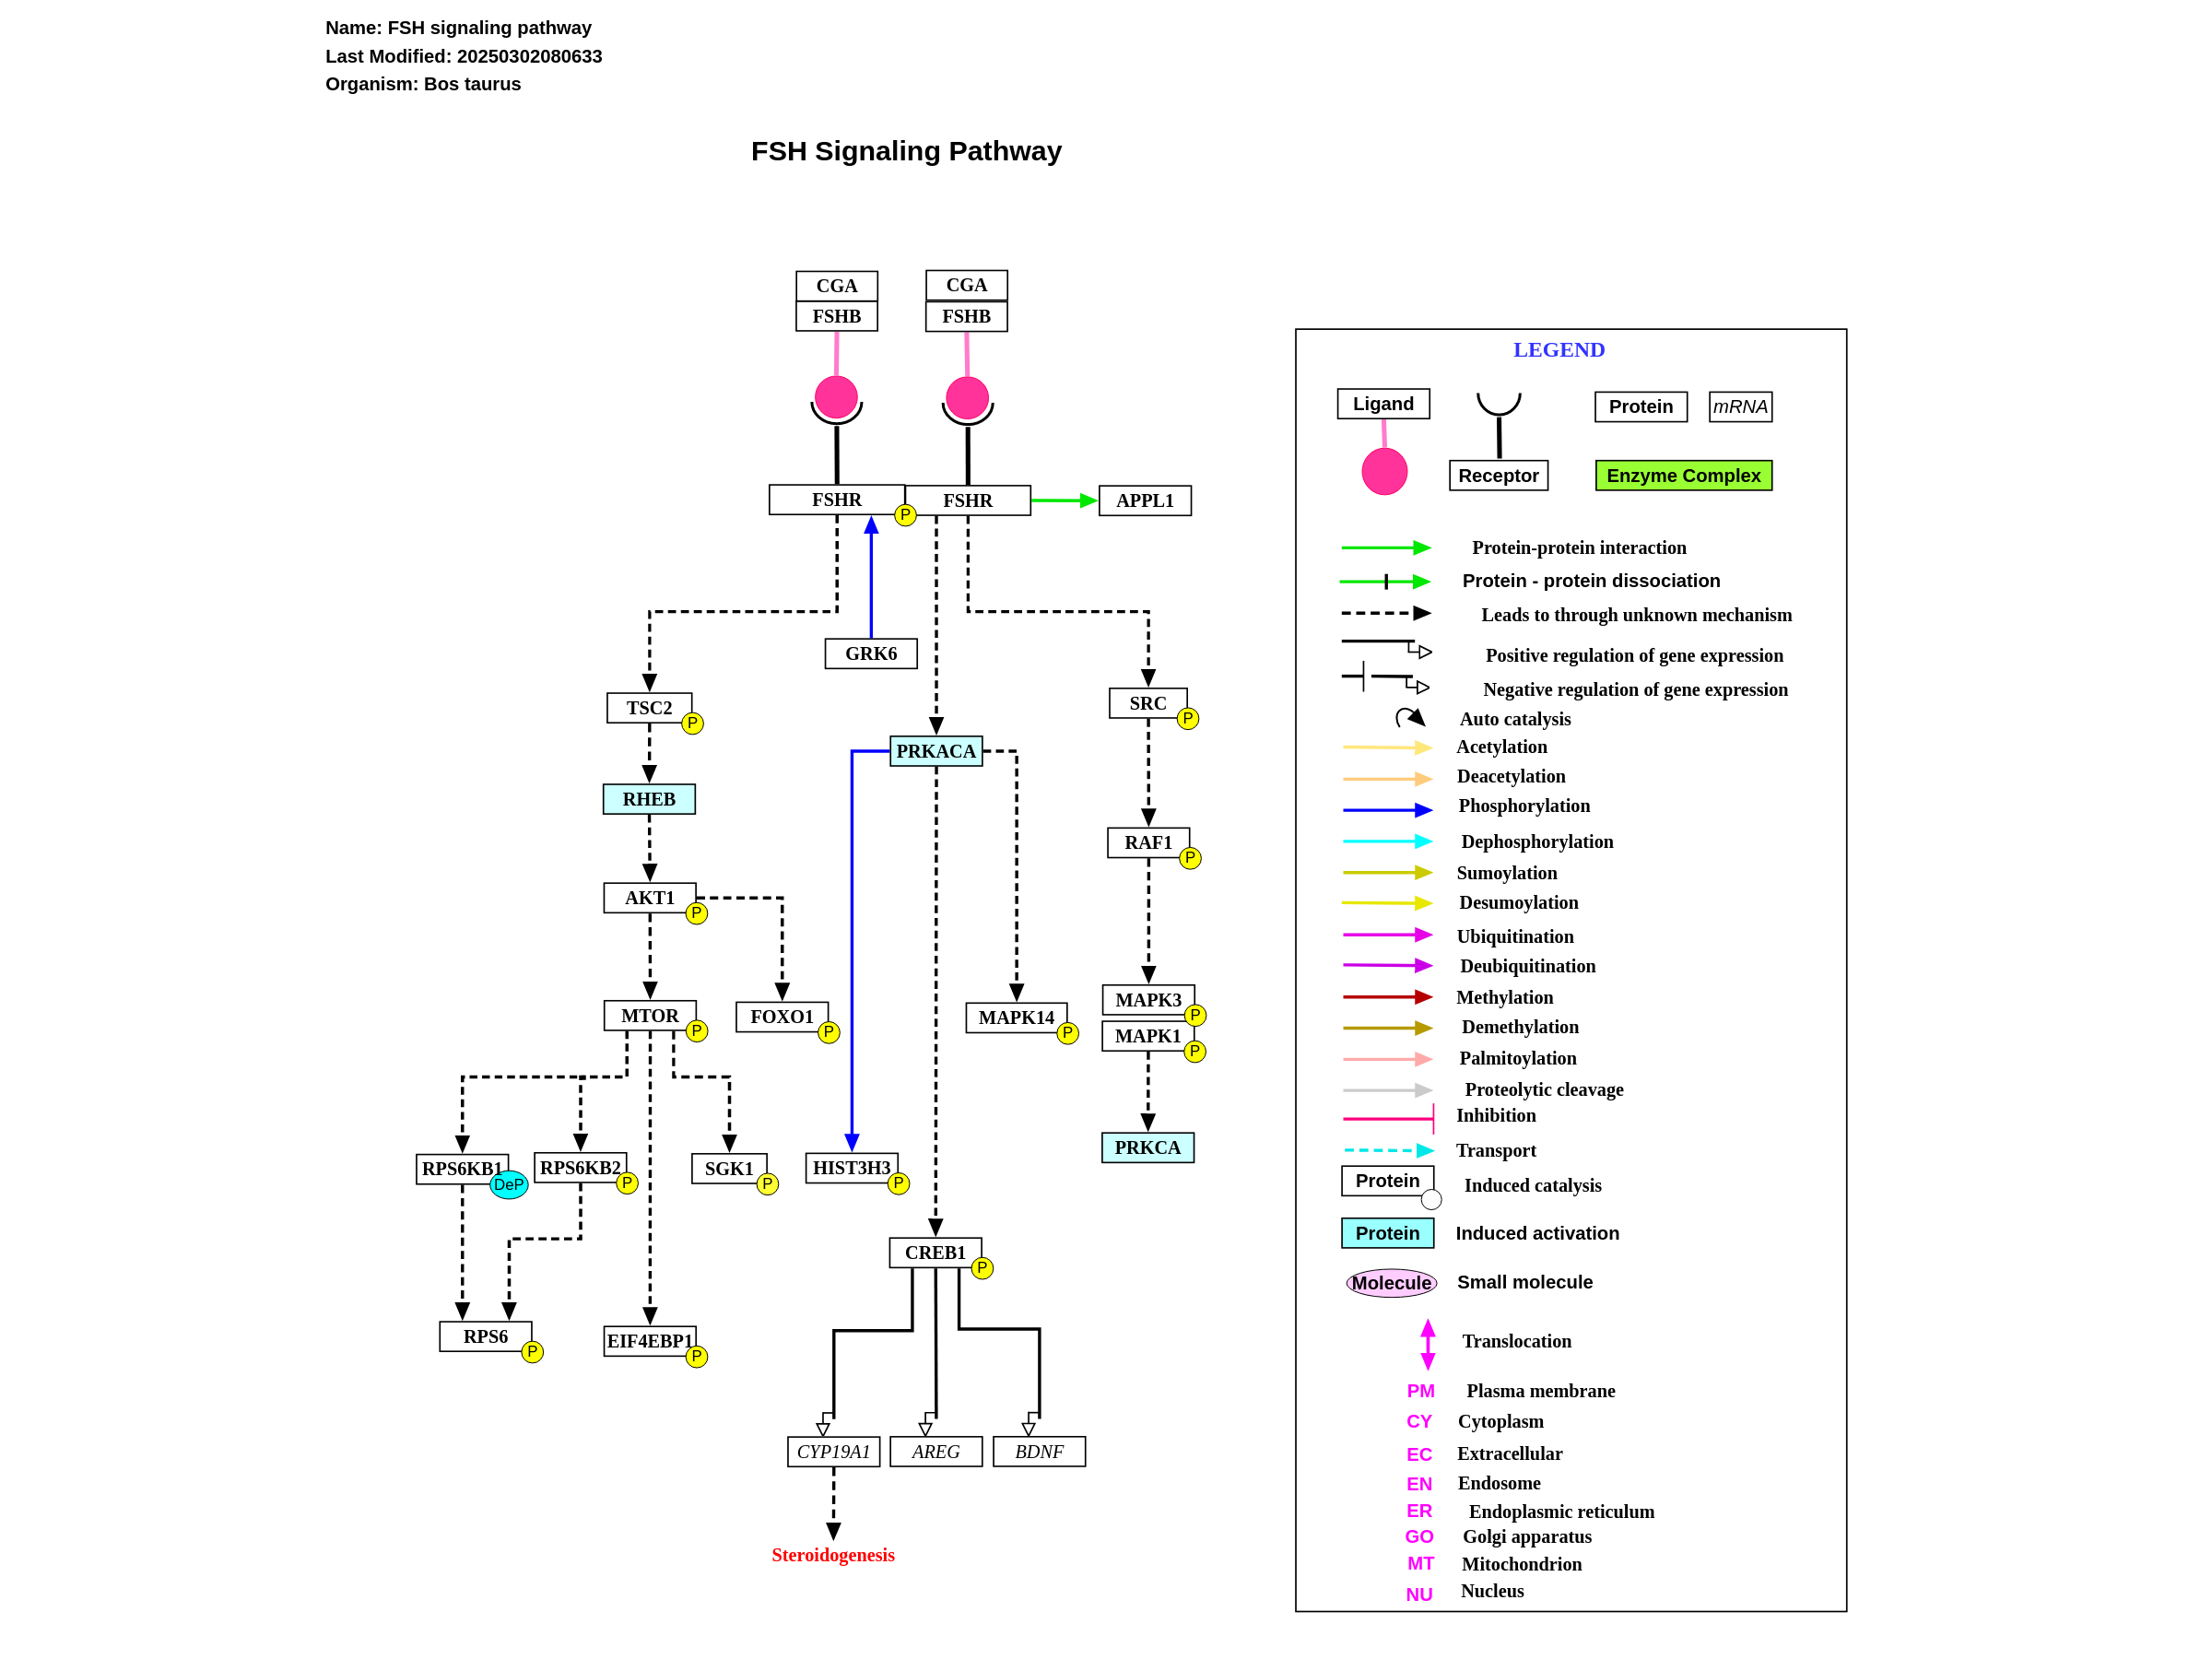 Name: FSH signaling pathway
Last Modified: 20250302080633
Organism: Bos taurus
FSH Signaling Pathway
CGA
CGA
FSHB
FSHB
FSHR
P
FSHR
APPL1
GRK6
TSC2
P
SRC
P
PRKACA
RHEB
RAF1
P
AKT1
P
MTOR
P
FOXO1
P
MAPK14
P
MAPK3
P
MAPK1
P
PRKCA
RPS6KB1
DeP
RPS6KB2
P
SGK1
P
HIST3H3
P
CREB1
P
RPS6
P
EIF4EBP1
P
CYP19A1
AREG
BDNF
Steroidogenesis
LEGEND
Ligand
Protein
mRNA
Receptor
Enzyme Complex
Protein-protein interaction
Protein - protein dissociation
Leads to through unknown mechanism
Positive regulation of gene expression
Negative regulation of gene expression
Auto catalysis
Acetylation
Deacetylation
Phosphorylation
Dephosphorylation
Sumoylation
Desumoylation
Ubiquitination
Deubiquitination
Methylation
Demethylation
Palmitoylation
Proteolytic cleavage
Inhibition
Transport
Protein
Induced catalysis
Protein
Induced activation
Molecule
Small molecule
Translocation
PM Plasma membrane
CY Cytoplasm
EC Extracellular
EN Endosome
ER Endoplasmic reticulum
GO Golgi apparatus
MT Mitochondrion
NU Nucleus